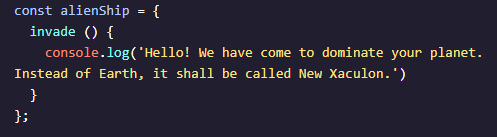 const alienShip = {
  invade () {
    console.log('Hello! We have come to dominate your planet.
Instead of Earth, it shall be called New Xaculon.')
  }
};